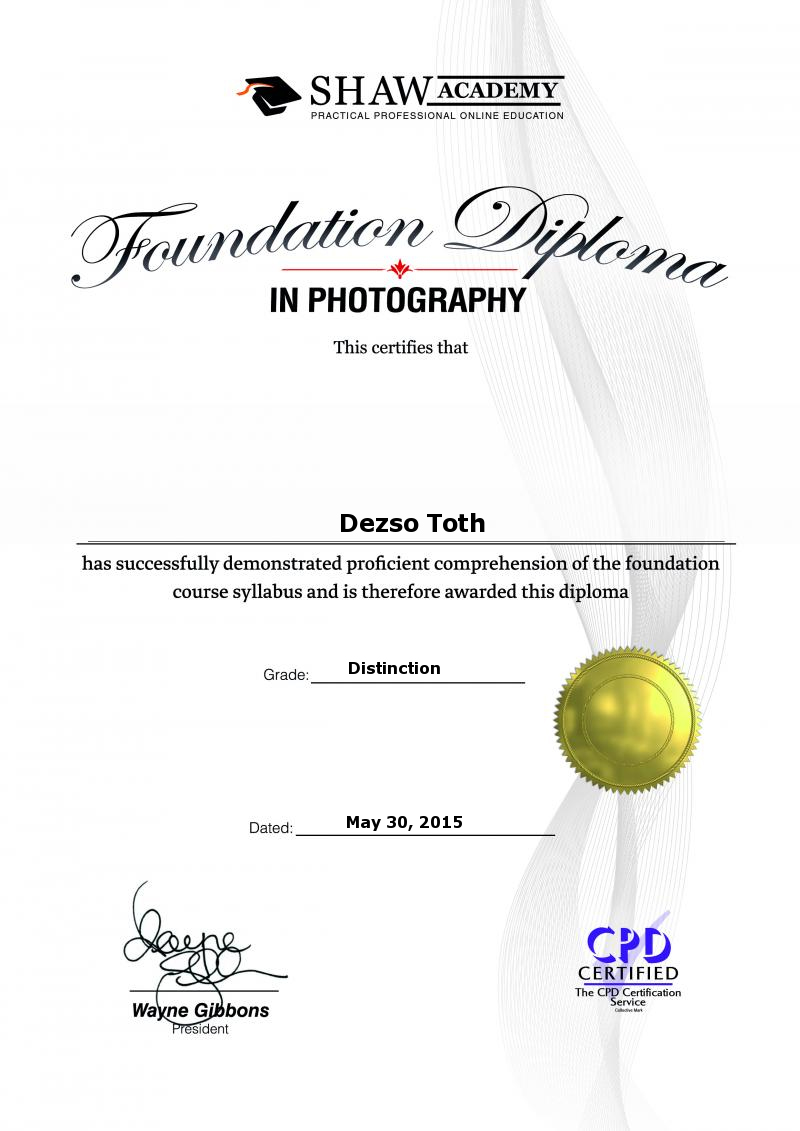 SHAW ACADEMY
PRACTICAL PROFESSIONAL ONLINE EDUCATION
Foundation Diploma
IN PHOTOGRAPHY
This certifies that
Dezso Toth
has successfully demonstrated proficient comprehension of the foundation
course syllabus and is therefore awarded this diploma
Grade: Distinction
Dated: May 30, 2015
Wayne Gibbons
President
CPD
CERTIFIED
The CPD Certification
Service
Collective Mark